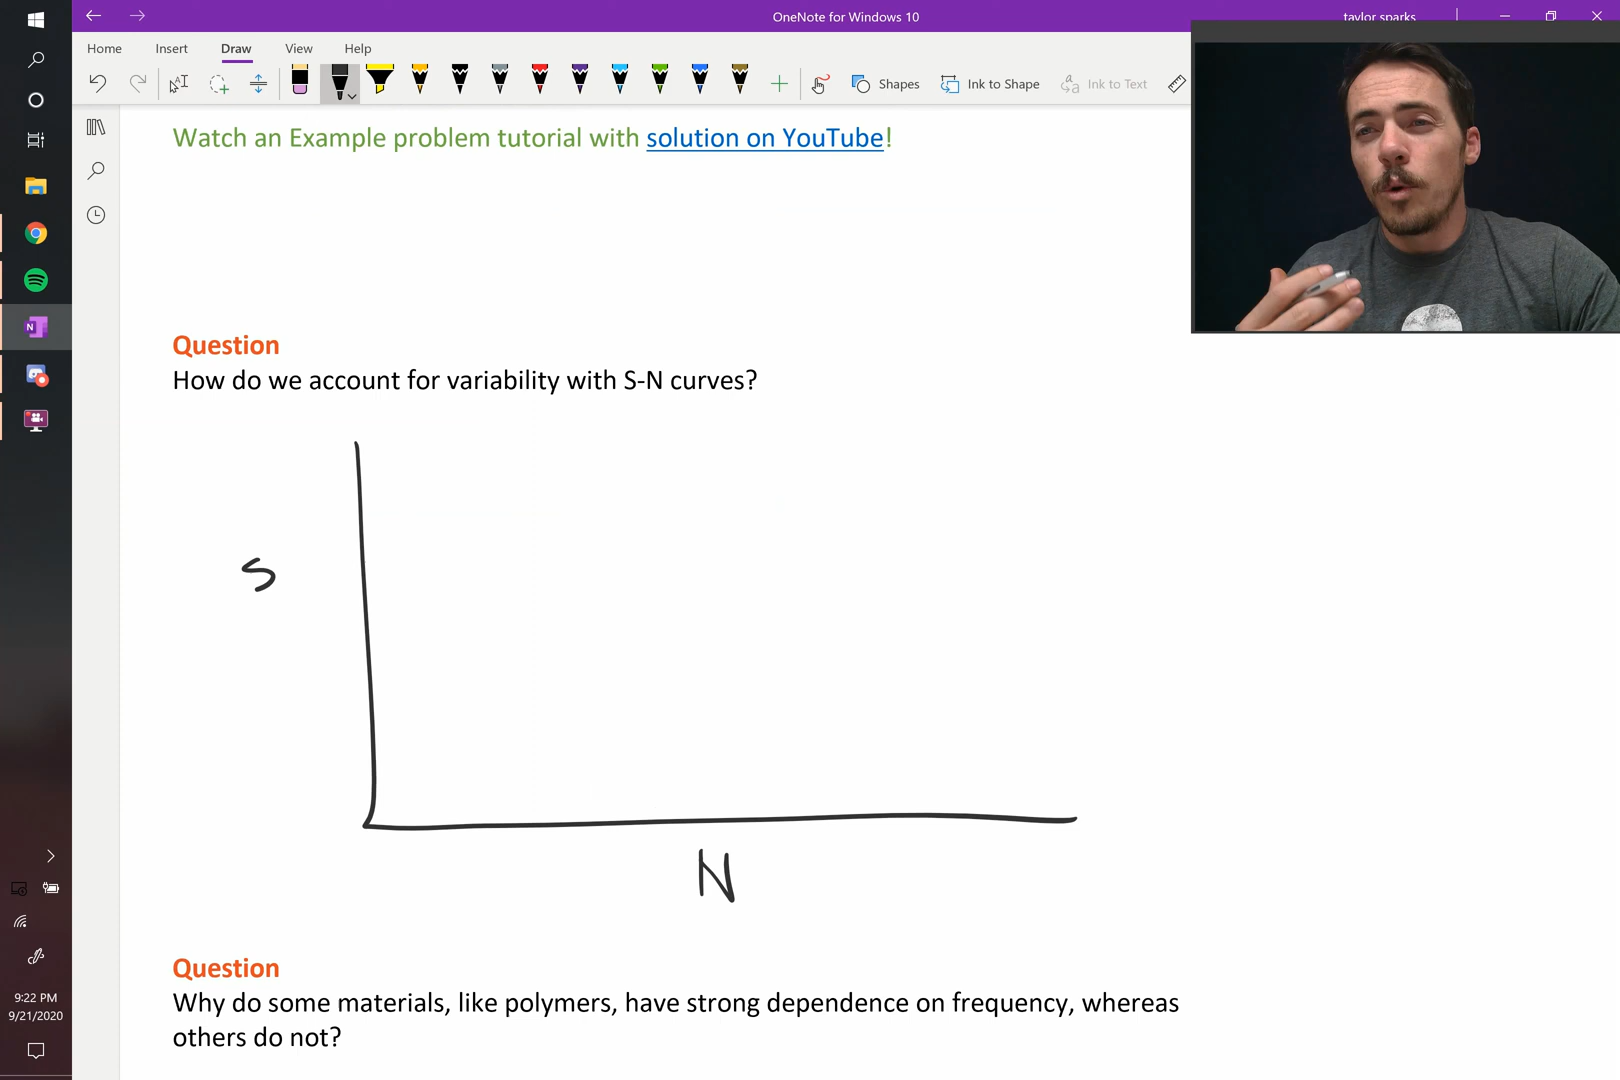 OneNote for Windows 10
taylor sparks
Home Insert Draw View Help
Shapes Ink to Shape Ink to Text
Watch an Example problem tutorial with solution on YouTube!
Question
How do we account for variability with S-N curves?
S
N
Question
Why do some materials, like polymers, have strong dependence on frequency, whereas
others do not?
9:22 PM
9/21/2020